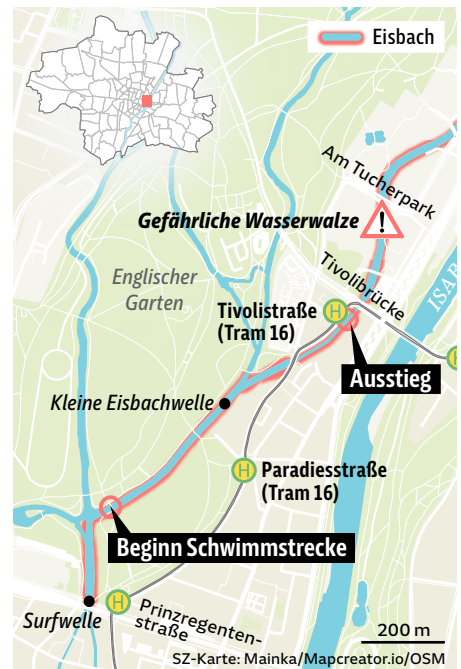 Eisbach
Am Tucherpark
Gefährliche Wasserwalze
!
Tivolibrücke
ISAR
Englischer
Garten
Tivolistraße
(Tram 16)
H
H
Ausstieg
Kleine Eisbachwelle
H
Paradiesstraße
(Tram 16)
Beginn Schwimmstrecke
Surfwelle
H
Prinzregenten-
straße
200 m
SZ-Karte: Mainka/Mapcreator.io/OSM